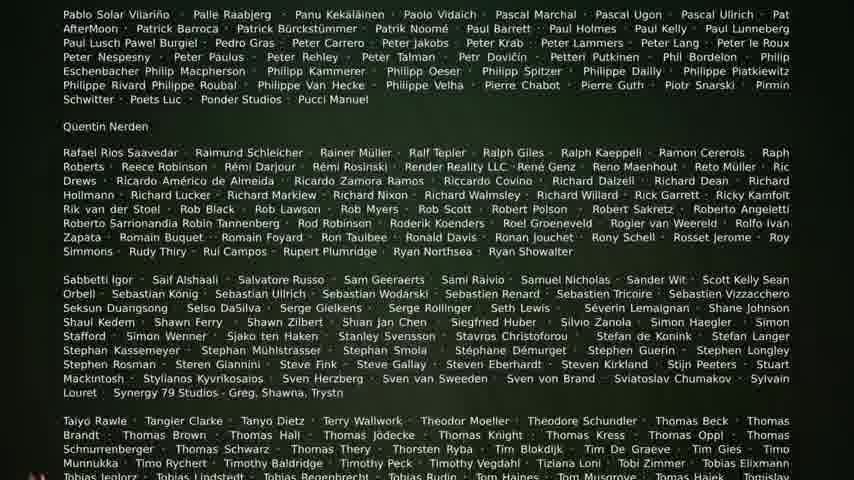 Pablo Solar Vilariño · Palle Raabjerg · Panu Kekäläinen · Paolo Vidaich · Pascal Marchal · Pascal Ugon · Pascal Ullrich · Pat
AfterMoon · Patrick Barroca · Patrick Bürckstümmer · Patrik Noomé · Paul Barrett · Paul Holmes · Paul Kelly · Paul Lunneberg
Paul Lusch Pawel Burgiel · Pedro Gras · Peter Carrero · Peter Jakobs · Peter Krab · Peter Lammers · Peter Lang · Peter le Roux
Peter Nespesny · Peter Paulus · Peter Rehley · Peter Talman · Petr Dovičín · Petteri Putkinen · Phil Bordelon · Philip
Eschenbacher Philip Macpherson · Philipp Kammerer · Philipp Oeser · Philipp Spitzer · Philippe Dailly · Philippe Piatkiewitz
Philippe Rivard Philippe Roubal · Philippe Van Hecke · Philippe Velha · Pierre Chabot · Pierre Guth · Piotr Snarski · Pirmin
Schwitter · Poets Luc · Ponder Studios · Pucci Manuel
Quentin Nerden
Rafael Rios Saavedar · Raimund Schleicher · Rainer Müller · Ralf Tepler · Ralph Giles · Ralph Kaeppeli · Ramon Cererols · Raph
Roberts · Reece Robinson · Rémi Darjour · Rémi Rosinski · Render Reality LLC ·René Genz · Reno Maenhout · Reto Müller · Ric
Drews · Ricardo Américo de Almeida · Ricardo Zamora Ramos · Riccardo Covino · Richard Dalzell · Richard Dean · Richard
Hollmann · Richard Lucker · Richard Marklew · Richard Nixon · Richard Walmsley · Richard Willard · Rick Garrett · Ricky Kamfolt
Rik van der Stoel · Rob Black · Rob Lawson · Rob Myers · Rob Scott · Robert Polson · Robert Sakretz · Roberto Angeletti
Roberto Sarrionandia Robin Tannenberg · Rod Robinson · Roderik Koenders · Roel Groeneveld · Rogier van Weereld · Rolfo Ivan
Zapata · Romain Buquet · Romain Foyard · Ron Tauibee · Ronald Davis · Ronan Jouchet · Rony Schell · Rosset Jerome · Roy
Simmons · Rudy Thiry · Rui Campos · Rupert Plumridge · Ryan Northsea · Ryan Showalter
Sabbetti Igor · Saif Alshaali · Salvatore Russo · Sam Geeraerts · Sami Raivio · Samuel Nicholas · Sander Wit · Scott Kelly Sean
Orbell · Sebastian König · Sebastian Ullrich · Sebastian Wodarski · Sebastien Renard · Sebastien Tricoire · Sebastien Vizzacchero
Seksun Duangsong · Selso DaSilva · Serge Gielkens · Serge Rollinger · Seth Lewis · Séverin Lemaignan · Shane Johnson
Shaul Kedem · Shawn Ferry · Shawn Zilbert · Shian Jan Chen · Siegfried Huber · Silvio Zanola · Simon Haegler · Simon
Stafford · Simon Wenner · Sjako ten Haken · Stanley Svensson · Stavros Christoforou · Stefan de Konink · Stefan Langer
Stephan Kassemeyer · Stephan Mühlstrasser · Stephan Smola · Stéphane Démurget · Stephen Guerin · Stephen Longley
Stephen Rosman · Steren Giannini · Steve Fink · Steve Gallay · Steven Eberhardt · Steven Kirkland · Stijn Peeters · Stuart
Mackintosh · Stylianos Kyvrikosaios · Sven Herzberg · Sven van Sweeden · Sven von Brand · Sviatoslav Chumakov · Sylvain
Louret · Synergy 79 Studios - Greg, Shawna, Trystn
Taiyo Rawle · Tangier Clarke · Tanyo Dietz · Terry Wallwork · Theodor Moeller · Theodore Schundler · Thomas Beck · Thomas
Brandt · Thomas Brown · Thomas Hall · Thomas Jödecke · Thomas Knight · Thomas Kress · Thomas Oppl · Thomas
Schnurrenberger · Thomas Schwarz · Thomas Thery · Thorsten Ryba · Tim Blokdijk · Tim De Graeve · Tim Gies · Timo
Munnukka · Timo Rychert · Timothy Baldridge · Timothy Peck · Timothy Vegdahl · Tiziana Loni · Tobi Zimmer · Tobias Elixmann
Tobias Jeglorz · Tobias Lindstedt · Tobias Regenbrecht · Tobias Rudig · Tom Haines · Tom Musgrove · Tomas Hajek · Tomislav